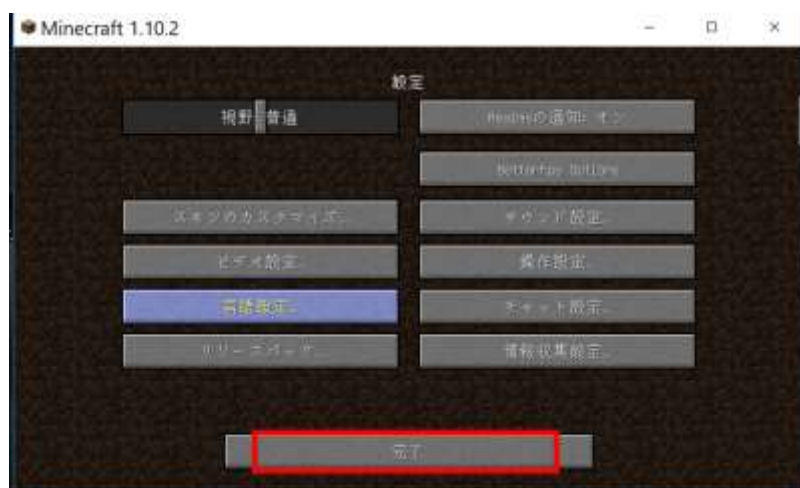 Minecraft 1.10.2
設定
視野: 普通
Realmsの通知: オン
スキンのカスタマイズ...
サウンド設定...
ビデオ設定...
操作設定...
言語設定...
チャット設定...
リソースパック...
情報収集設定...
完了